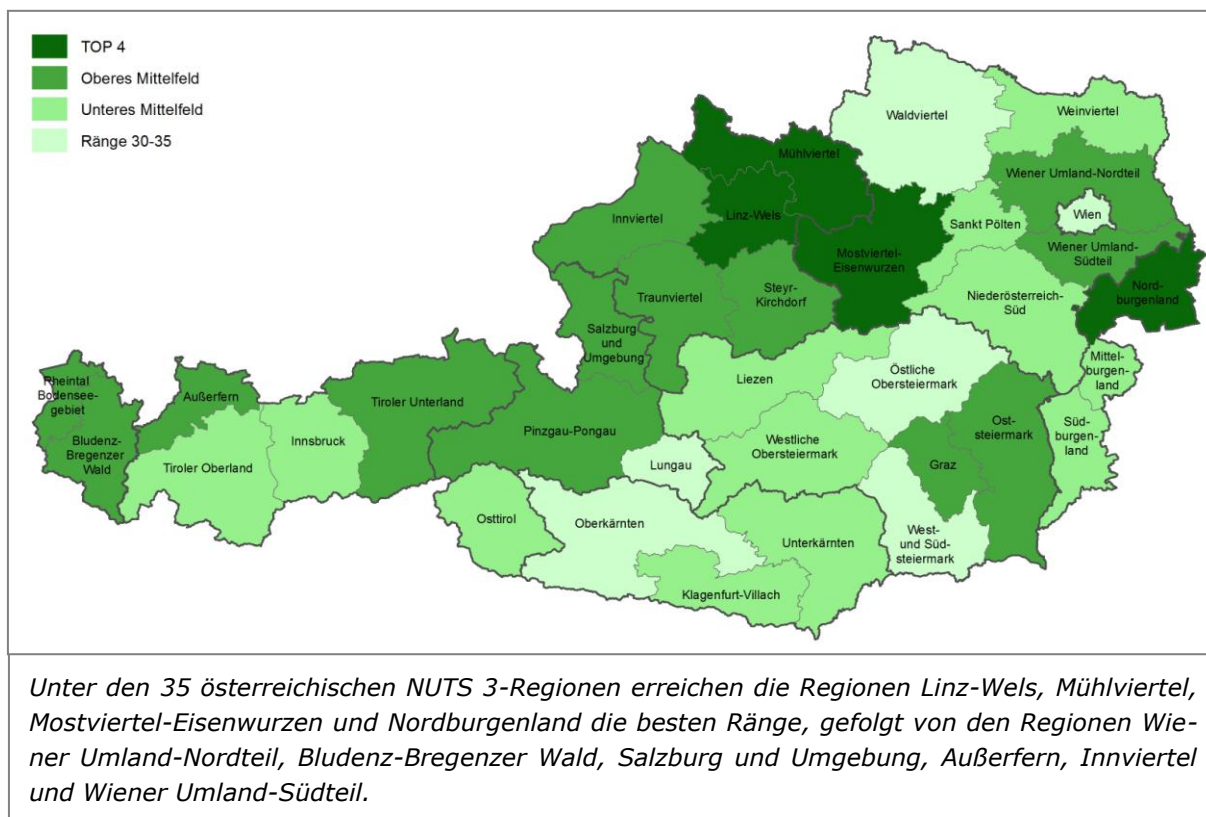 TOP 4
Oberes Mittelfeld
Unteres Mittelfeld
Ränge 30-35
Waldviertel
Weinviertel
Mühlviertel
Wiener Umland-Nordteil
Linz-Wels
Innviertel
Wien
Sankt Pölten
Mostviertel-
Eisenwurzen
Wiener Umland-
Südteil
Nord-
burgenland
Steyr-
Kirchdorf
Traunviertel
Niederösterreich-
Süd
Salzburg
und
Umgebung
Mittel-
burgen-
land
Östliche
Obersteiermark
Liezen
Rheintal
Bodensee-
gebiet
Außerfern
Tiroler Unterland
Ost-
steiermark
Süd-
burgen-
land
Pinzgau-Pongau
Bludenz-
Bregenzer
Wald
Innsbruck
Westliche
Obersteiermark
Tiroler Oberland
Lungau
Graz
Osttirol
Oberkärnten
Unterkärnten
West-
und Süd-
steiermark
Klagenfurt-Villach
Unter den 35 österreichischen NUTS 3-Regionen erreichen die Regionen Linz-Wels, Mühlviertel,
Mostviertel-Eisenwurzen und Nordburgenland die besten Ränge, gefolgt von den Regionen Wie-
ner Umland-Nordteil, Bludenz-Bregenzer Wald, Salzburg und Umgebung, Außerfern, Innviertel
und Wiener Umland-Südteil.